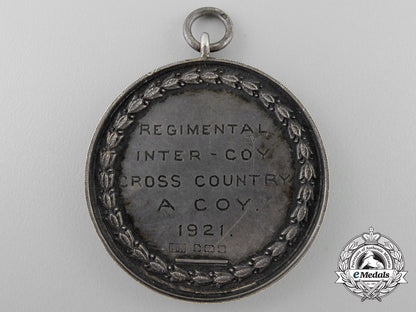 REGIMENTAL
INTER-COY
CROSS COUNTRY
A COY.
1921.
eMedals